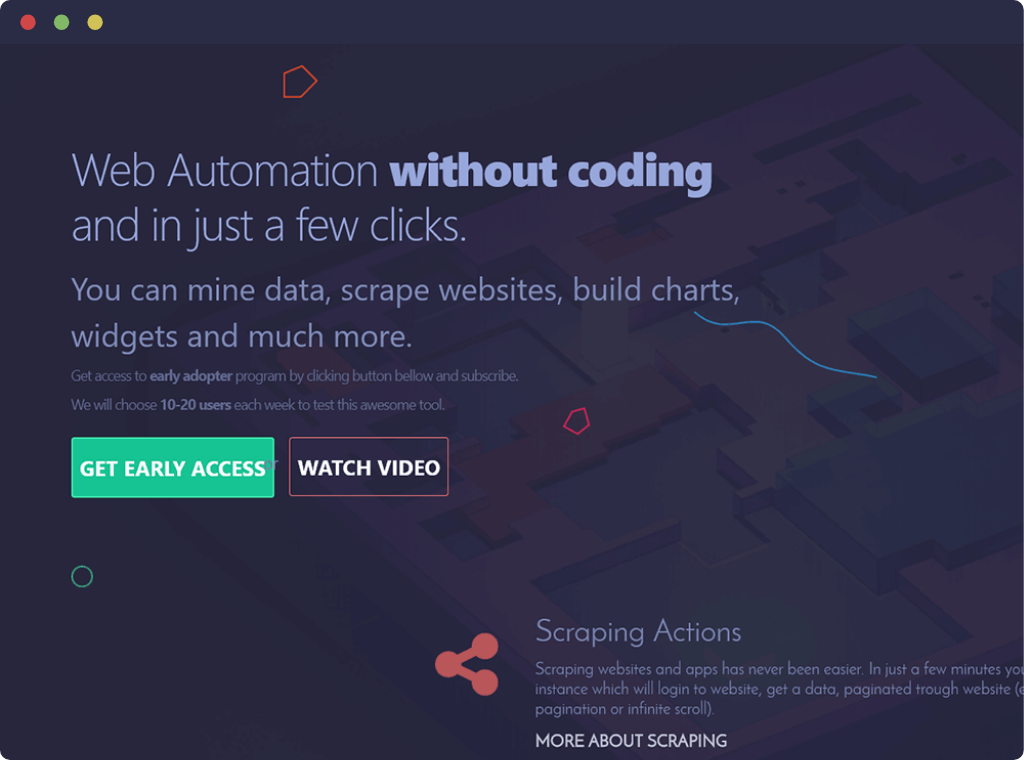 Web Automation without coding
and in just a few clicks.
You can mine data, scrape websites, build charts,
widgets and much more.
Get access to early adopter program by clicking button bellow and subscribe.
We will choose 10-20 users each week to test this awesome tool.
GET EARLY ACCESS or WATCH VIDEO
Scraping Actions
Scraping websites and apps has never been easier. In just a few minutes you
instance which will login to website, get a data, paginated trough website (e
pagination or infinite scroll).
MORE ABOUT SCRAPING